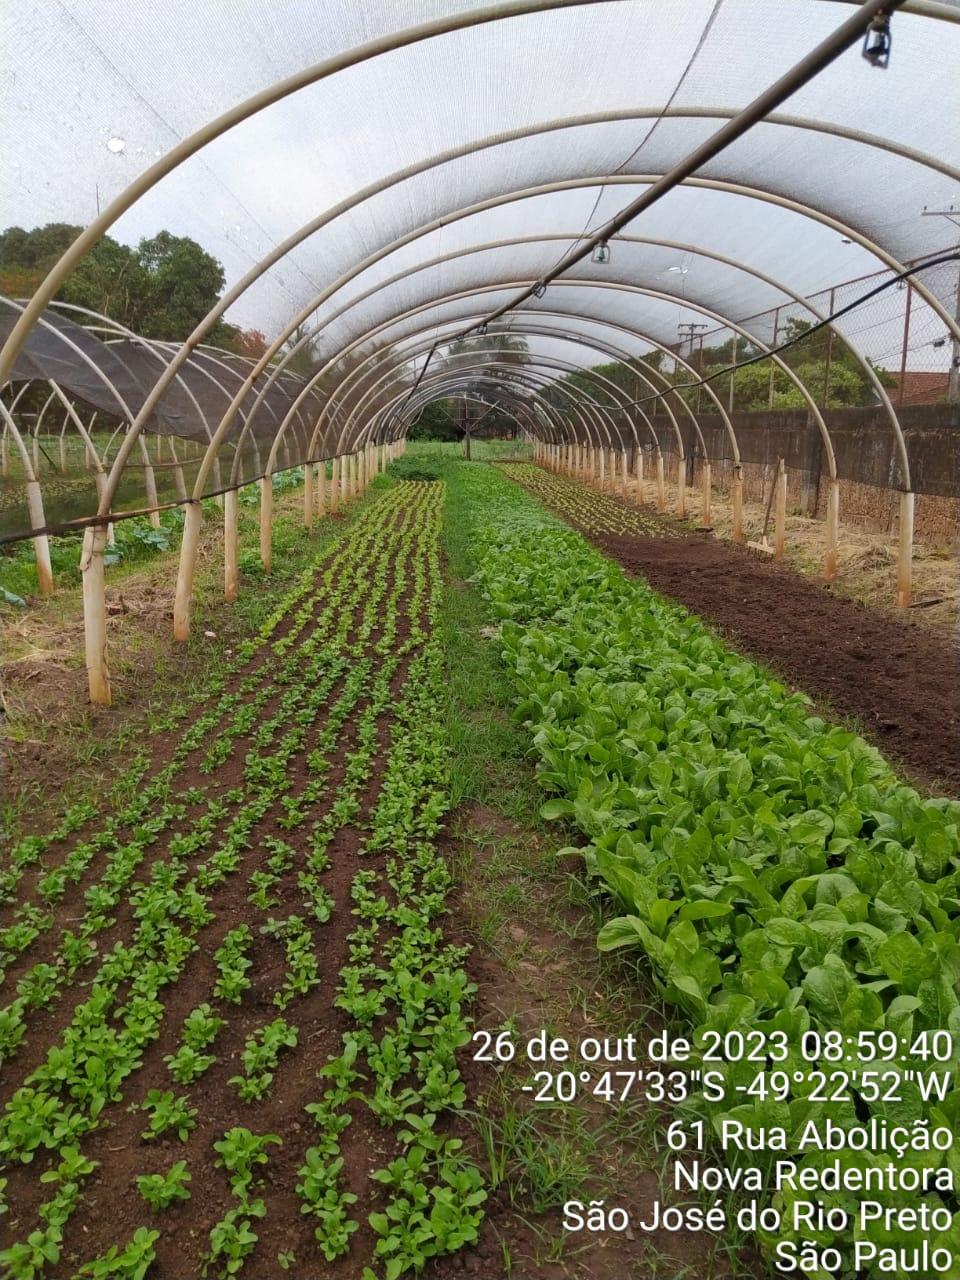 26 de out de 2023 08:59:40
-20°47'33"S -49°22'52"W
61 Rua Abolição
Nova Redentora
São José do Rio Preto
São Paulo